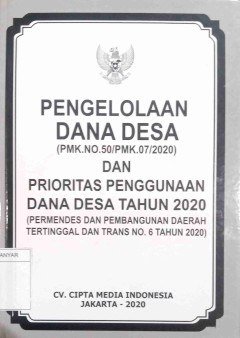 PENGELOLAAN
DANA DESA
(PMK.NO.50/PMK.07/2020)
DAN
PRIORITAS PENGGUNAAN
DANA DESA TAHUN 2020
(PERMENDES DAN PEMBANGUNAN DAERAH
TERTINGGAL DAN TRANS NO. 6 TAHUN 2020)
ANYAR
CV. CIPTA MEDIA INDONESIA
JAKARTA - 2020